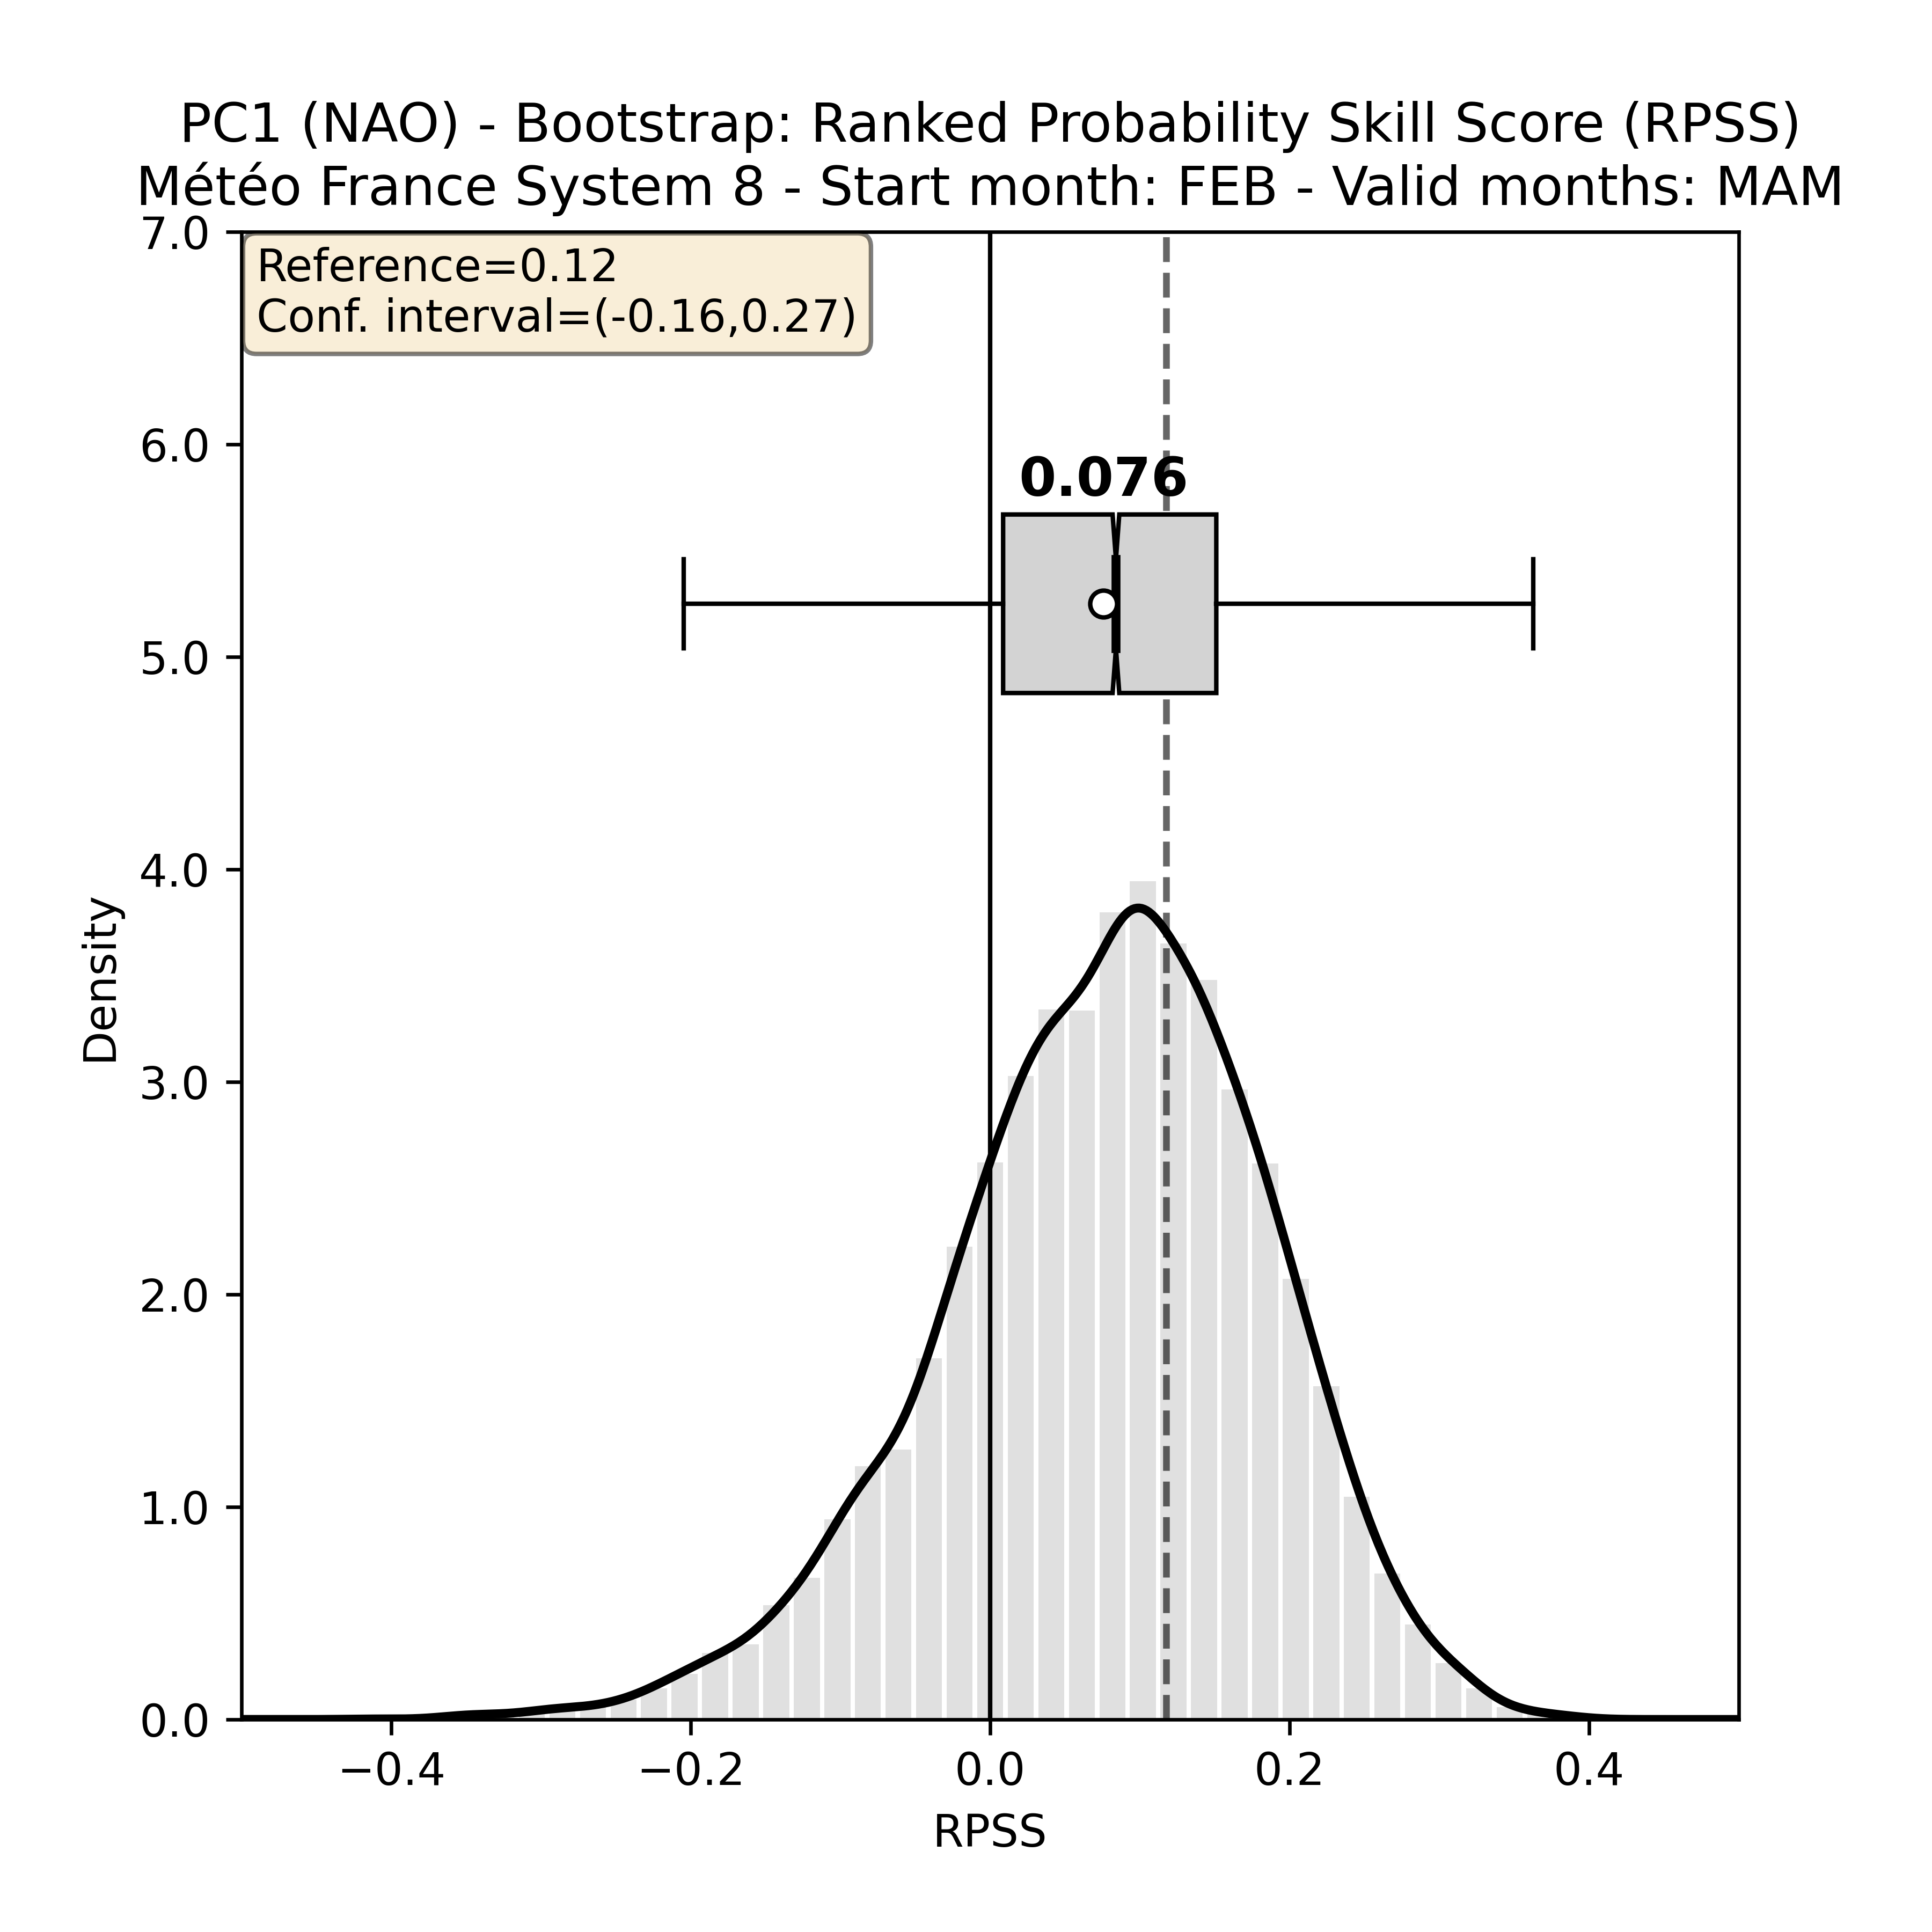 PC1 (NAO) - Bootstrap: Ranked Probability Skill Score (RPSS)
Météo France System 8 - Start month: FEB - Valid months: MAM
Reference=0.12
Conf. interval=(-0.16,0.27)
0.076
Density
7.0
6.0
5.0
4.0
3.0
2.0
1.0
0.0
−0.4 −0.2 0.0 0.2 0.4
RPSS